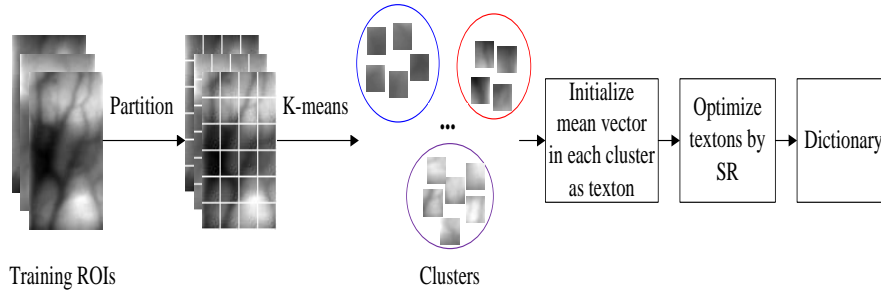 Partition
K-means
...
Initialize
mean vector
in each cluster
as texton
Optimize
textons by
SR
Dictionary
Training ROIs
Clusters